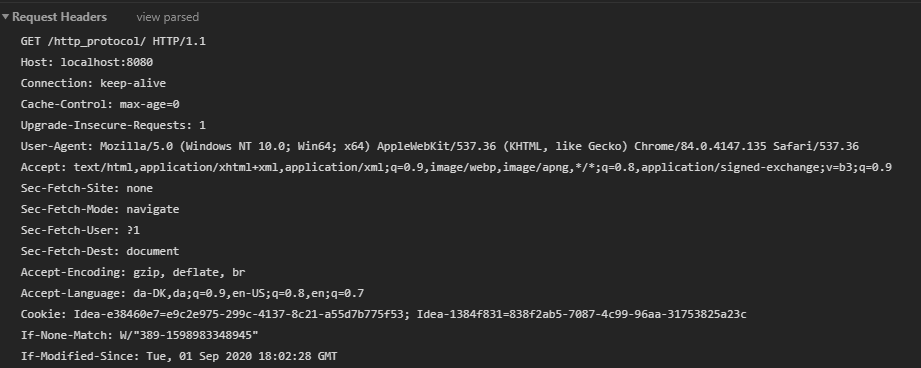 Request Headers view parsed
GET /http_protocol/ HTTP/1.1
Host: localhost:8080
Connection: keep-alive
Cache-Control: max-age=0
Upgrade-Insecure-Requests: 1
User-Agent: Mozilla/5.0 (Windows NT 10.0; Win64; x64) AppleWebKit/537.36 (KHTML, like Gecko) Chrome/84.0.4147.135 Safari/537.36
Accept: text/html,application/xhtml+xml,application/xml;q=0.9,image/webp,image/apng,*/*;q=0.8,application/signed-exchange;v=b3;q=0.9
Sec-Fetch-Site: none
Sec-Fetch-Mode: navigate
Sec-Fetch-User: ?1
Sec-Fetch-Dest: document
Accept-Encoding: gzip, deflate, br
Accept-Language: da-DK,da;q=0.9,en-US;q=0.8,en;q=0.7
Cookie: Idea-e38460e7=e9c2e975-299c-4137-8c21-a55d7b775f53; Idea-1384f831=838f2ab5-7087-4c99-96aa-31753825a23c
If-None-Match: W/"389-1598983348945"
If-Modified-Since: Tue, 01 Sep 2020 18:02:28 GMT